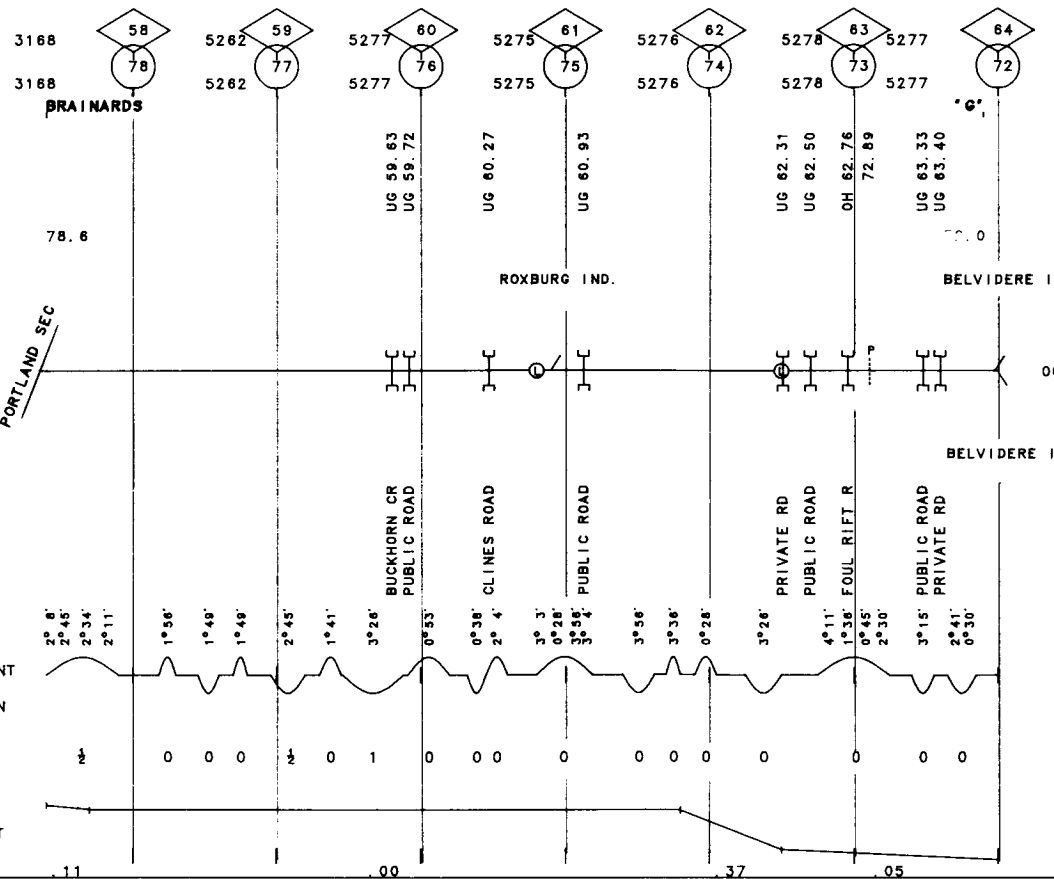 58 59 60 61 62 63 64
3168 5262 5277 5275 5276 5278 5277
78 77 76 75 74 73 72
3168 5262 5277 5275 5276 5278 5277
BRAINARDS "G"
UG 59.63
UG 59.72
UG 60.27
UG 60.93
UG 62.31
UG 62.50
OH 62.76
72.89
UG 63.33
UG 63.40
78.6
ROXBURG IND.
BELVIDERE I
PORTLAND SEC
L
P
BELVIDERE I
BUCKHORN CR
PUBLIC ROAD
CLINES ROAD
PUBLIC ROAD
PRIVATE RD
PUBLIC ROAD
FOUL RIFT R
PUBLIC ROAD
PRIVATE RD
2° 8'
2°45'
2°34'
2°11'
1°56'
1°49'
1°49'
2°45'
1°41'
3°26'
0°53'
0°38'
2° 4'
3° 3'
0°28'
3°56'
3° 4'
3°56'
3°36'
0°28'
3°26'
4°11'
1°36'
0°45'
2°30'
3°15'
2°41'
0°30'
NT
N
½ 0 0 0 ½ 0 1 0 0 0 0 0 0 0 0 0 0 0
T
.11 .00 .37 .05